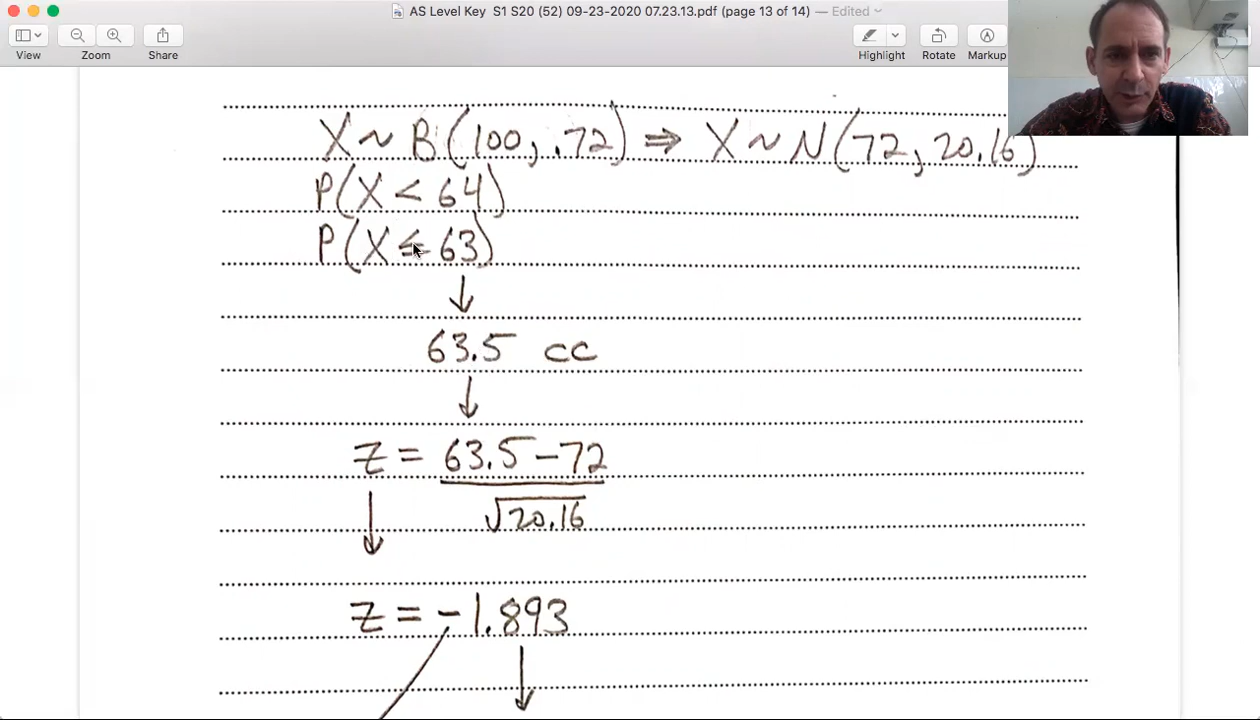 AS Level Key S1 S20 (52) 09-23-2020 07.23.13.pdf (page 13 of 14) — Edited
View Zoom Share Highlight Rotate Markup
X ~ B(100, .72) ⇒ X ~ N(72, 20.16)
P(X < 64)
P(X ≤ 63)
↓
63.5 cc
↓
z = 63.5 – 72
√20.16
↓
z = -1.893
↓